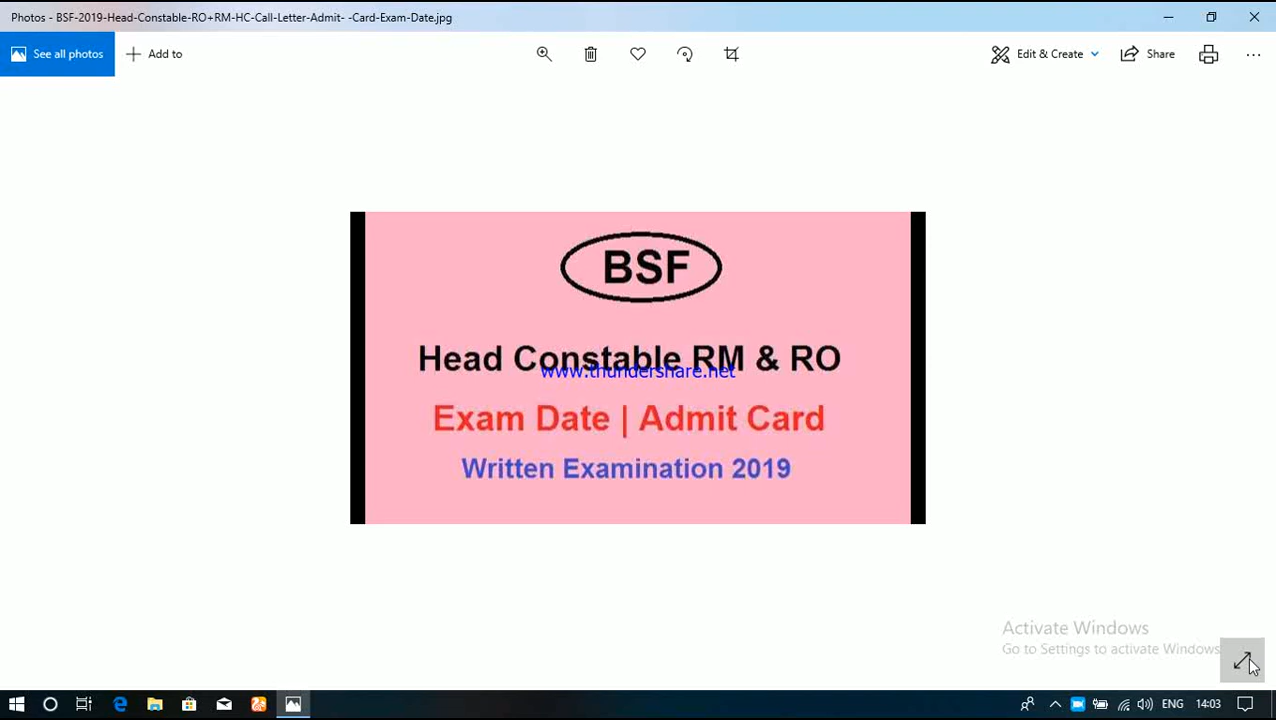 Photos - BSF-2019-Head-Constable-RO+RM-HC-Call-Letter-Admit- -Card-Exam-Date.jpg
See all photos
Add to
Edit & Create
Share
BSF
Head Constable RM & RO
www.thundershare.net
Exam Date | Admit Card
Written Examination 2019
Activate Windows
Go to Settings to activate Windows
ENG
14:03